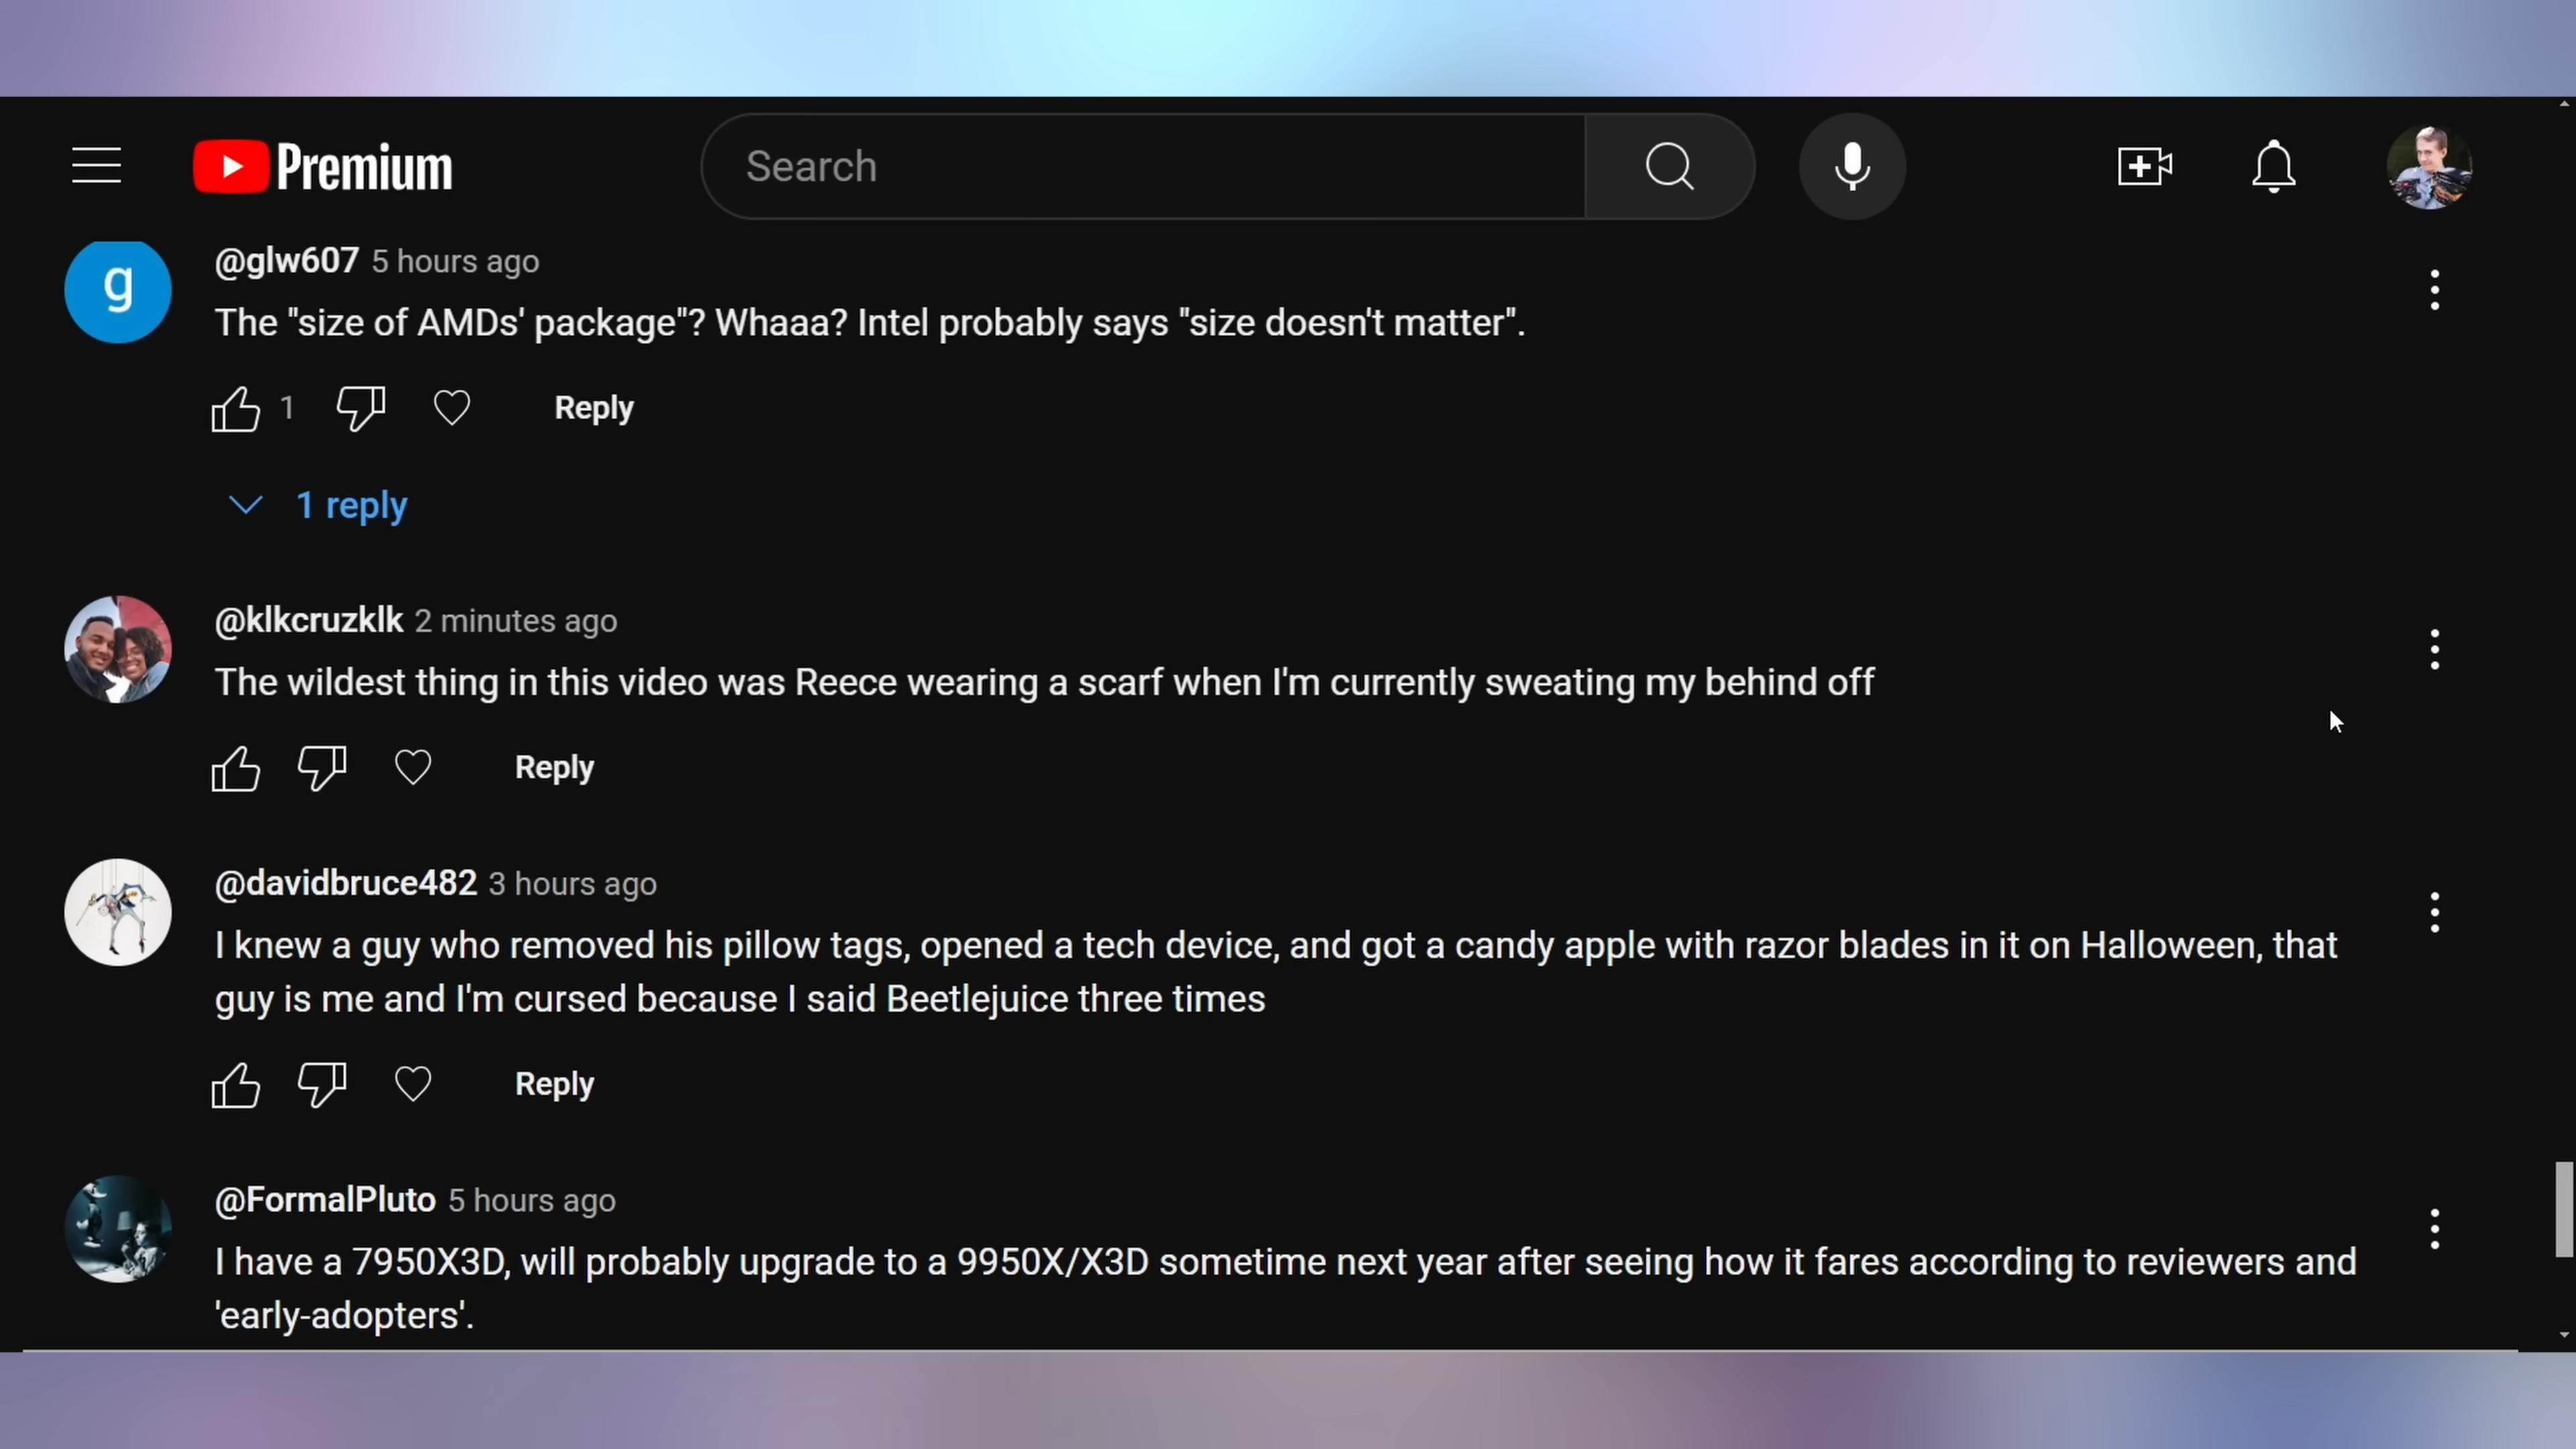 Premium
Search
g
@glw607 5 hours ago
The "size of AMDs' package"? Whaaa? Intel probably says "size doesn't matter".
1
Reply
1 reply
@klkcruzklk 2 minutes ago
The wildest thing in this video was Reece wearing a scarf when I'm currently sweating my behind off
Reply
@davidbruce482 3 hours ago
I knew a guy who removed his pillow tags, opened a tech device, and got a candy apple with razor blades in it on Halloween, that
guy is me and I'm cursed because I said Beetlejuice three times
Reply
@FormalPluto 5 hours ago
I have a 7950X3D, will probably upgrade to a 9950X/X3D sometime next year after seeing how it fares according to reviewers and
'early-adopters'.